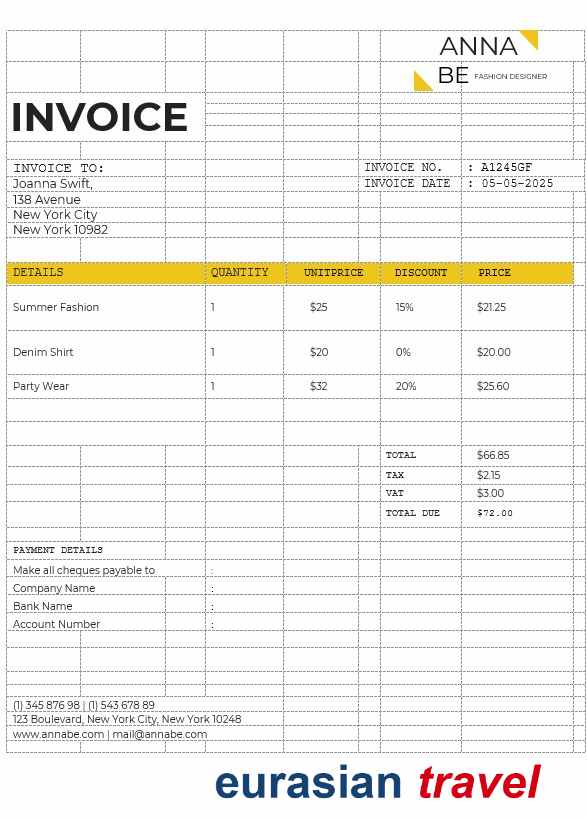 ANNA
BE FASHION DESIGNER
INVOICE
INVOICE TO:
Joanna Swift,
138 Avenue
New York City
New York 10982
INVOICE NO. : A1245GF
INVOICE DATE : 05-05-2025
DETAILS QUANTITY UNITPRICE DISCOUNT PRICE
Summer Fashion 1 $25 15% $21.25
Denim Shirt 1 $20 0% $20.00
Party Wear 1 $32 20% $25.60
TOTAL $66.85
TAX $2.15
VAT $3.00
TOTAL DUE $72.00
PAYMENT DETAILS
Make all cheques payable to :
Company Name :
Bank Name :
Account Number :
(1) 345 876 98 | (1) 543 678 89
123 Boulevard, New York City, New York 10248
www.annabe.com | mail@annabe.com
eurasian travel